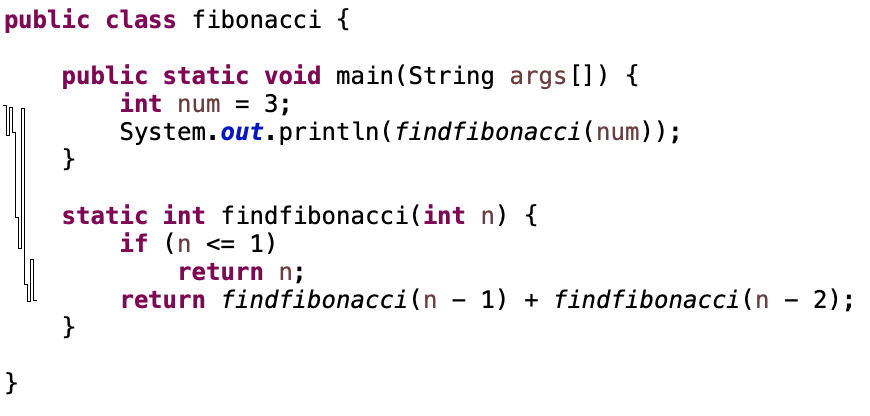 public class fibonacci {
public static void main(String args[]) {
int num = 3;
System.out.println(findfibonacci(num));
}
static int findfibonacci(int n) {
if (n <= 1)
return n;
return findfibonacci(n - 1) + findfibonacci(n - 2);
}
}